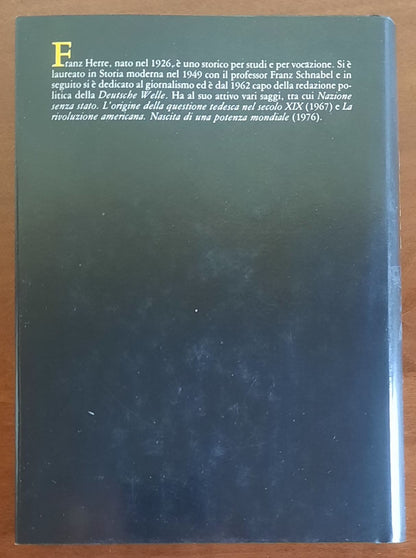 Franz Herre, nato nel 1926, è uno storico per studi e per vocazione. Si è
laureato in Storia moderna nel 1949 con il professor Franz Schnabel e in
seguito si è dedicato al giornalismo ed è dal 1962 capo della redazione po-
litica della Deutsche Welle. Ha al suo attivo vari saggi, tra cui Nazione
senza stato. L'origine della questione tedesca nel secolo XIX (1967) e La
rivoluzione americana. Nascita di una potenza mondiale (1976).